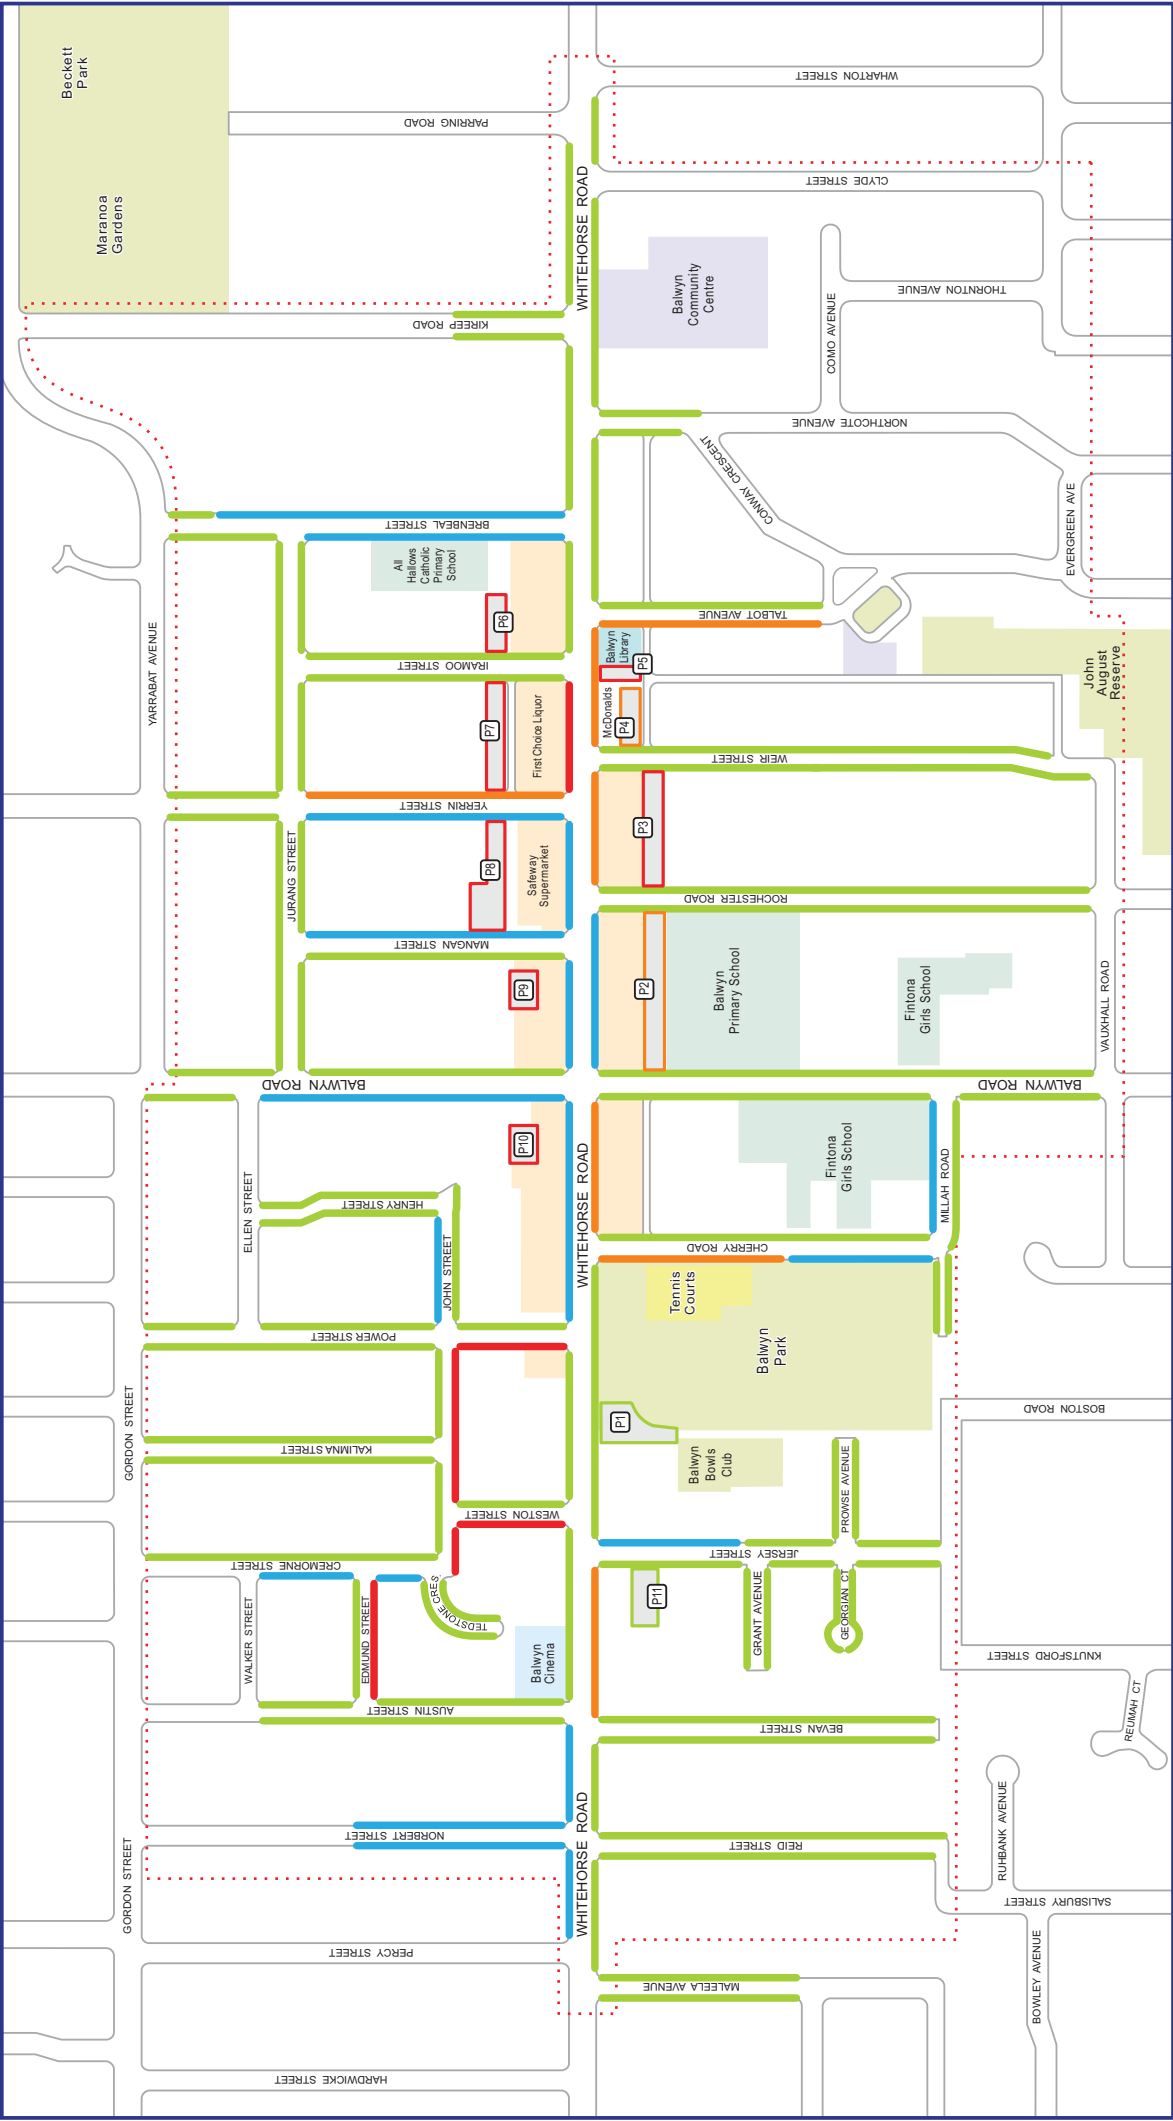 Beckett
Park
Maranoa
Gardens
WHARTON STREET
PARRING ROAD
CLYDE STREET
WHITEHORSE ROAD
Balwyn
Community
Centre
THORNTON AVENUE
COMO AVENUE
KIREEP ROAD
NORTHCOTE AVENUE
CONWAY CRESCENT
EVERGREEN AVE
BRENBEAL STREET
All
Hallows
Catholic
Primary
School
P6
TALBOT AVENUE
YARRABAT AVENUE
IRAMOO STREET
Balwyn
Library
P5
John
August
Reserve
P7
First Choice Liquor
McDonalds
P4
WEIR STREET
YERRIN STREET
JURANG STREET
P8
Safeway
Supermarket
P3
ROCHESTER ROAD
MANGAN STREET
P9
P2
Balwyn
Primary School
Fintona
Girls School
VAUXHALL ROAD
BALWYN ROAD
BALWYN ROAD
P10
WHITEHORSE ROAD
Fintona
Girls School
MILLAH ROAD
ELLEN STREET
HENRY STREET
JOHN STREET
CHERRY ROAD
Tennis
Courts
Balwyn
Park
POWER STREET
GORDON STREET
P1
BOSTON ROAD
KALIMNA STREET
Balwyn
Bowls
Club
PROWSE AVENUE
WESTON STREET
JERSEY STREET
CREMORNE STREET
TEDSTONE CRES.
P11
GRANT AVENUE
GEORGIAN CT
WALKER STREET
EDMUND STREET
Balwyn
Cinema
KNUTSFORD STREET
AUSTIN STREET
REUMAH CT
BEVAN STREET
NORBERT STREET
WHITEHORSE ROAD
REID STREET
RUHBANK AVENUE
GORDON STREET
SALISBURY STREET
PERCY STREET
BOWLEY AVENUE
MALEELA AVENUE
HARDWICKE STREET